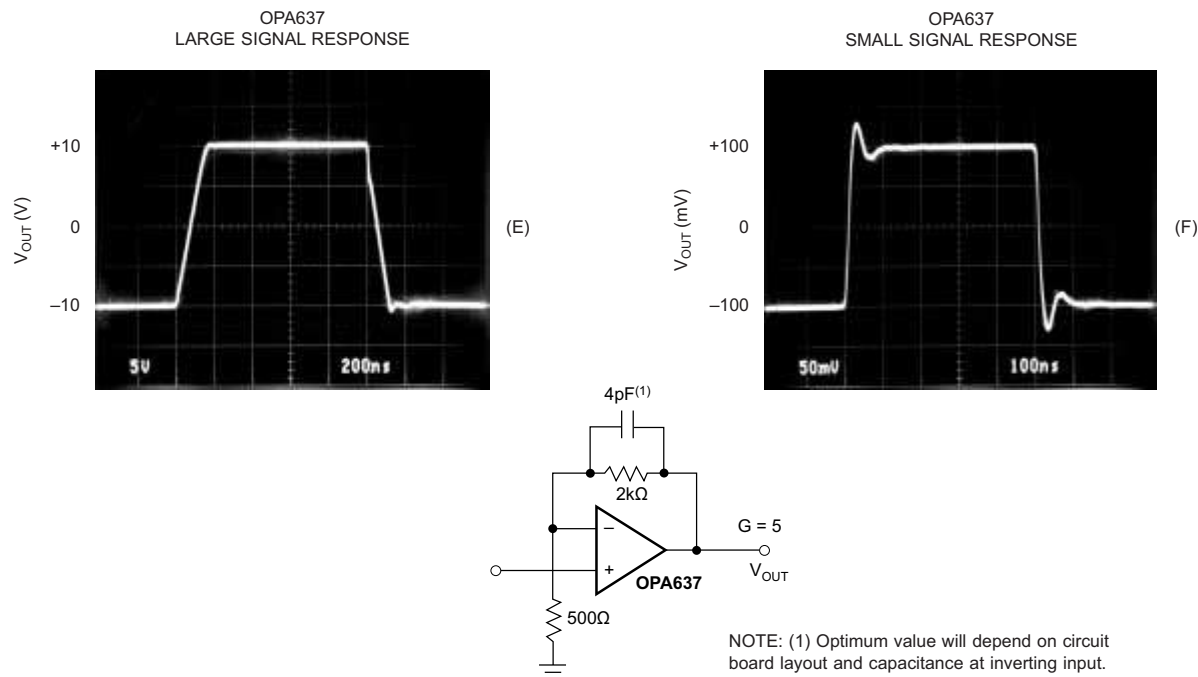 OPA637
LARGE SIGNAL RESPONSE
+10
0
–10
V_OUT (V)
5V
200ns
(E)
OPA637
SMALL SIGNAL RESPONSE
+100
0
–100
V_OUT (mV)
50mV
100ns
(F)
4pF(1)
2kΩ
G = 5
–
+
OPA637
V_OUT
500Ω
NOTE: (1) Optimum value will depend on circuit
board layout and capacitance at inverting input.